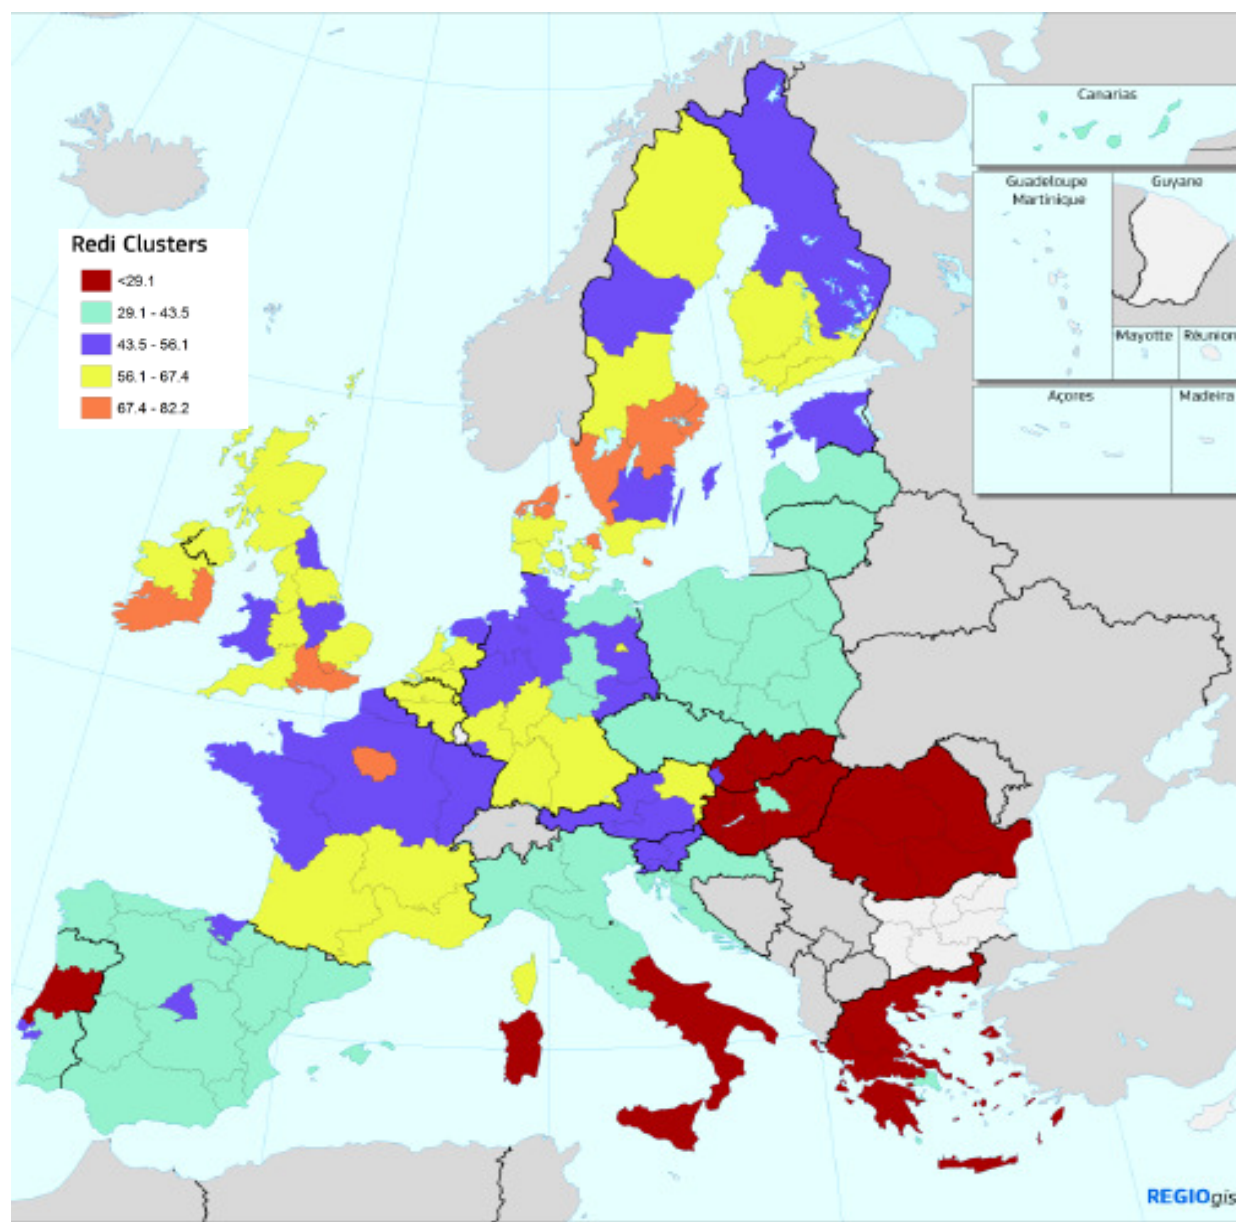 Canarias
Guadeloupe
Martinique
Guyane
Mayotte
Réunion
Açores
Madeira
Redi Clusters
<29.1
29.1 - 43.5
43.5 - 56.1
56.1 - 67.4
67.4 - 82.2
REGIOgis